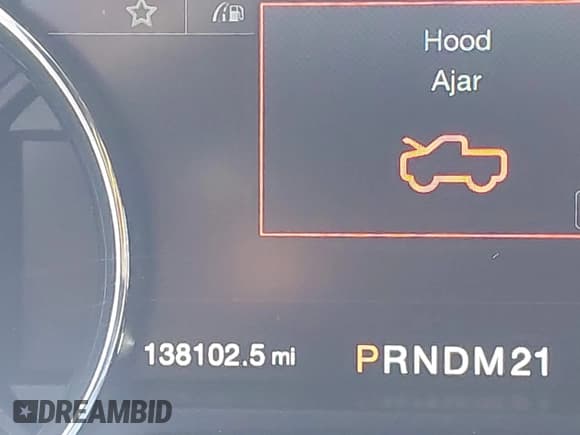 Hood
Ajar
138102.5 mi
PRNDM21
DREAMBID